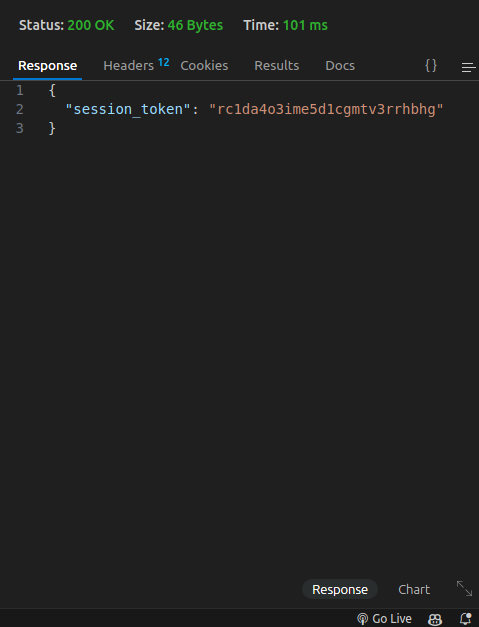 Status: 200 OK Size: 46 Bytes Time: 101 ms
Response Headers 12 Cookies Results Docs {}
1 {
2 "session_token": "rc1da4o3ime5d1cgmtv3rrhbhg"
3 }
Response Chart
Go Live